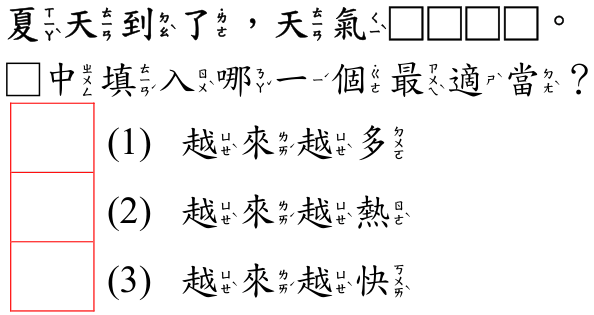 夏天到了，天氣□□□□。
□中填入哪一個最適當？
(1) 越來越多
(2) 越來越熱
(3) 越來越快